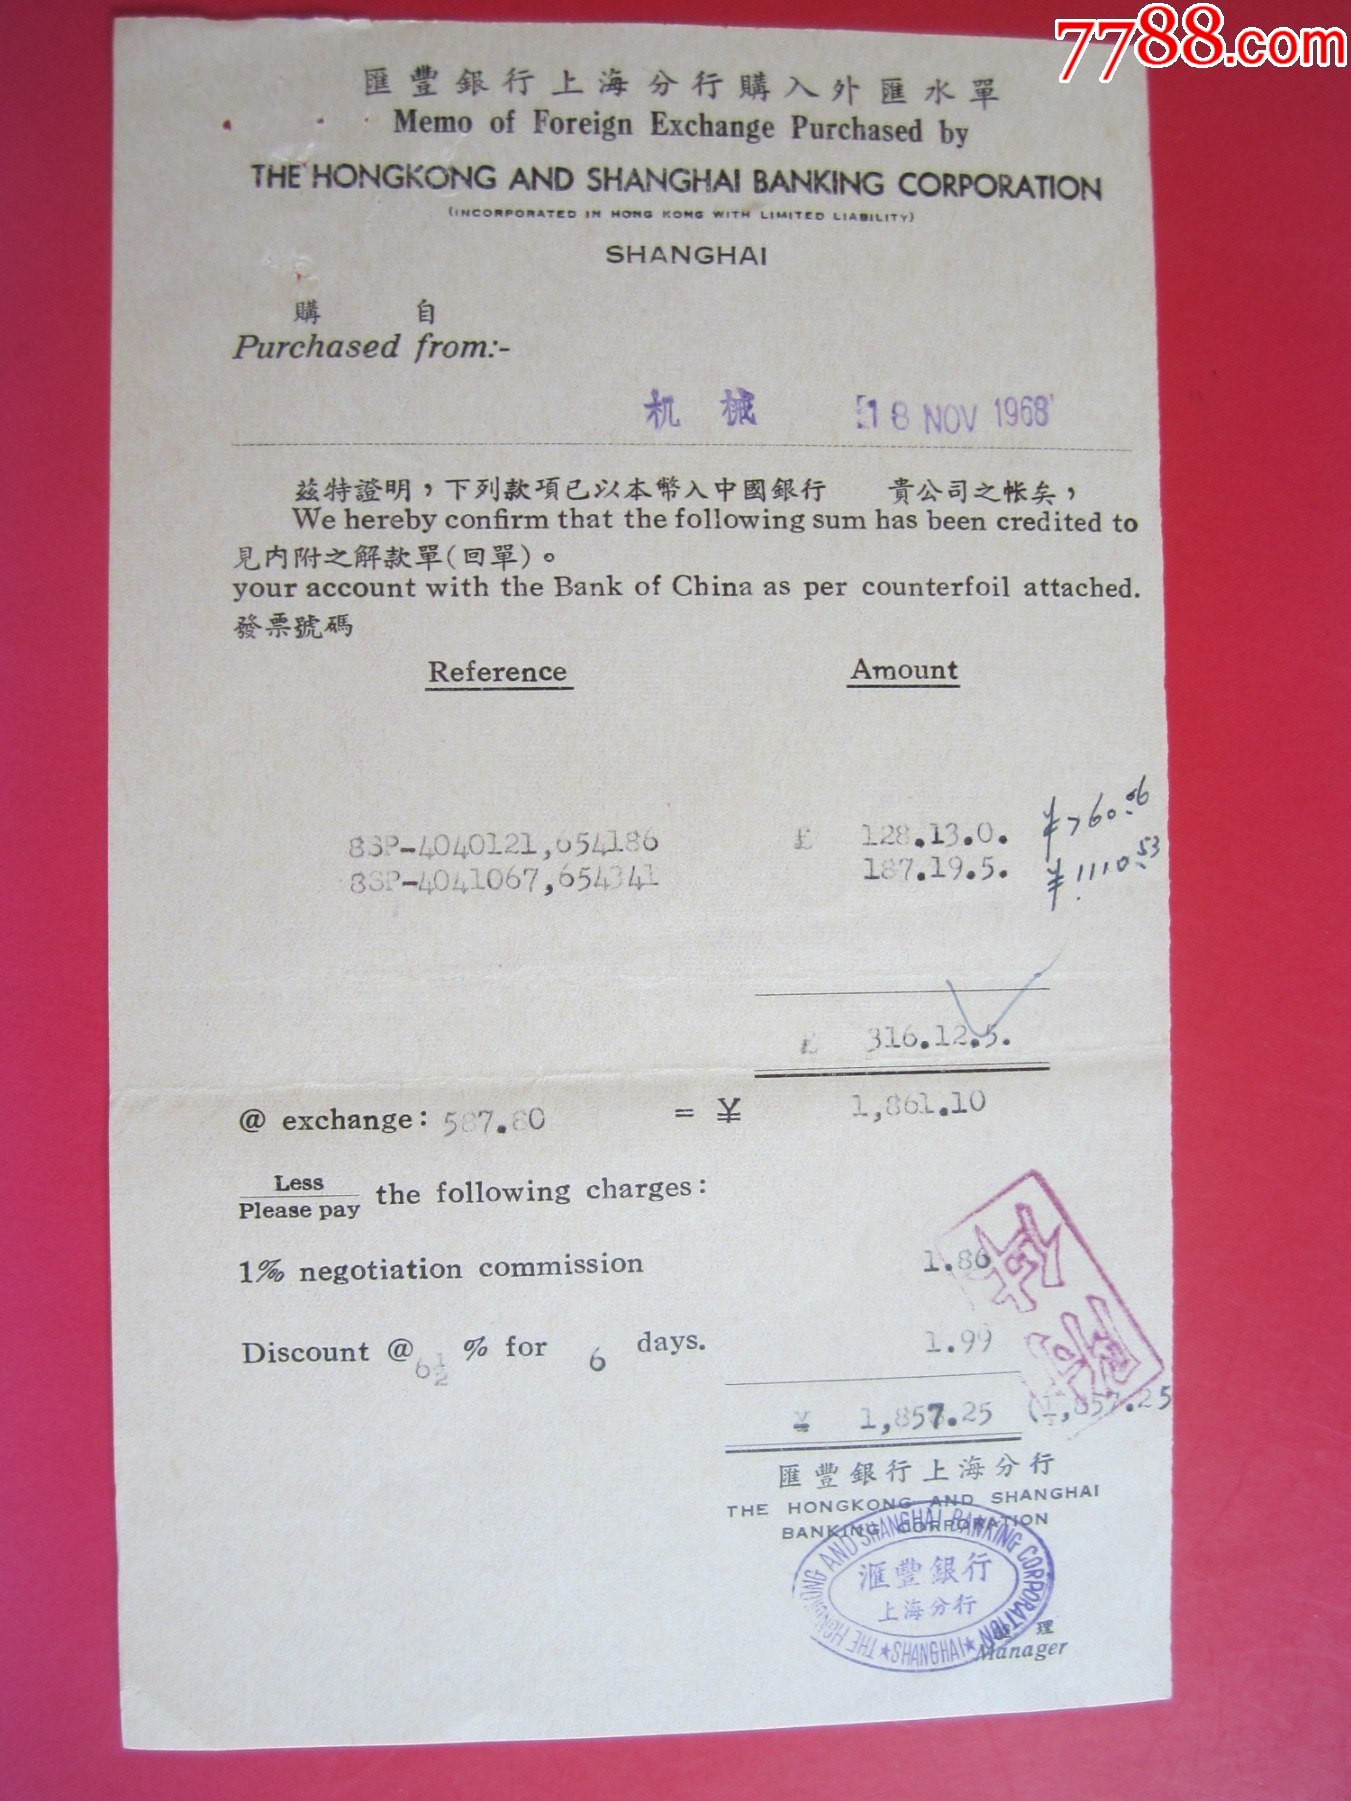 7788.com
匯豐銀行上海分行購入外匯水單
Memo of Foreign Exchange Purchased by
THE HONGKONG AND SHANGHAI BANKING CORPORATION
(INCORPORATED IN HONG KONG WITH LIMITED LIABILITY)
SHANGHAI
購 自
Purchased from:-
机 械 18 NOV 1968
茲特證明，下列款項已以本幣入中國銀行 貴公司之帐矣，
We hereby confirm that the following sum has been credited to
見内附之解款單(回單)。
your account with the Bank of China as per counterfoil attached.
發票號碼
Reference Amount
8SP-4040121,654186 £ 128.13.0. ¥760.06
8SP-4041067,654341 187.19.5. ¥1110.53
£ 316.12.5.
@ exchange: 587.80 = ¥ 1,861.10
Less
Please pay the following charges:
1‰ negotiation commission 1.86
Discount @ 6½ % for 6 days. 1.99
¥ 1,857.25 (1,857.25
匯豐銀行上海分行
THE HONGKONG AND SHANGHAI
BANKING CORPORATION
THE HONGKONG AND SHANGHAI BANKING CORPORATION
滙豐銀行
上海分行
★SHANGHAI★
理
Manager